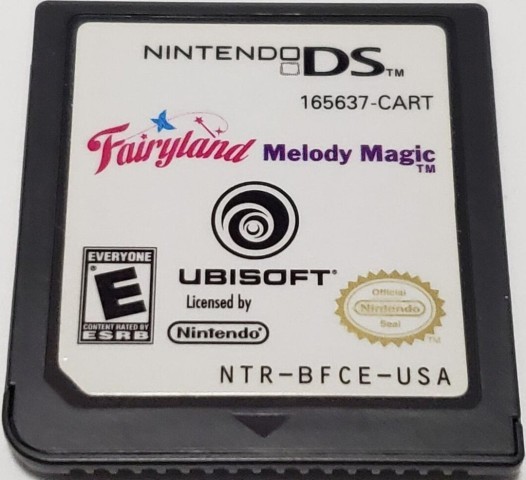 NINTENDO DS™
165637-CART
Fairyland Melody Magic™
UBISOFT®
EVERYONE
E
CONTENT RATED BY
ESRB
Licensed by
Nintendo®
Official
Nintendo®
Seal
TM
NTR-BFCE-USA